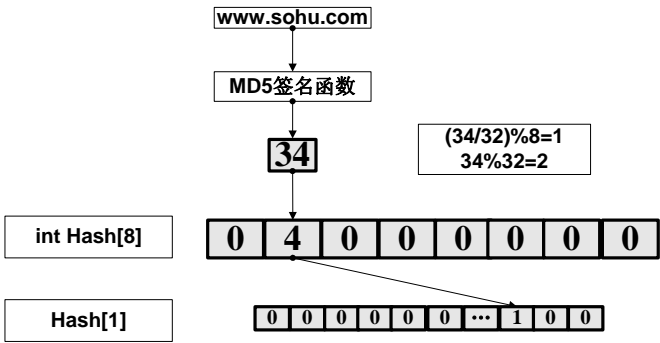 www.sohu.com
MD5签名函数
34
(34/32)%8=1
34%32=2
int Hash[8]
0 4 0 0 0 0 0 0
Hash[1]
0 0 0 0 0 0 ... 1 0 0